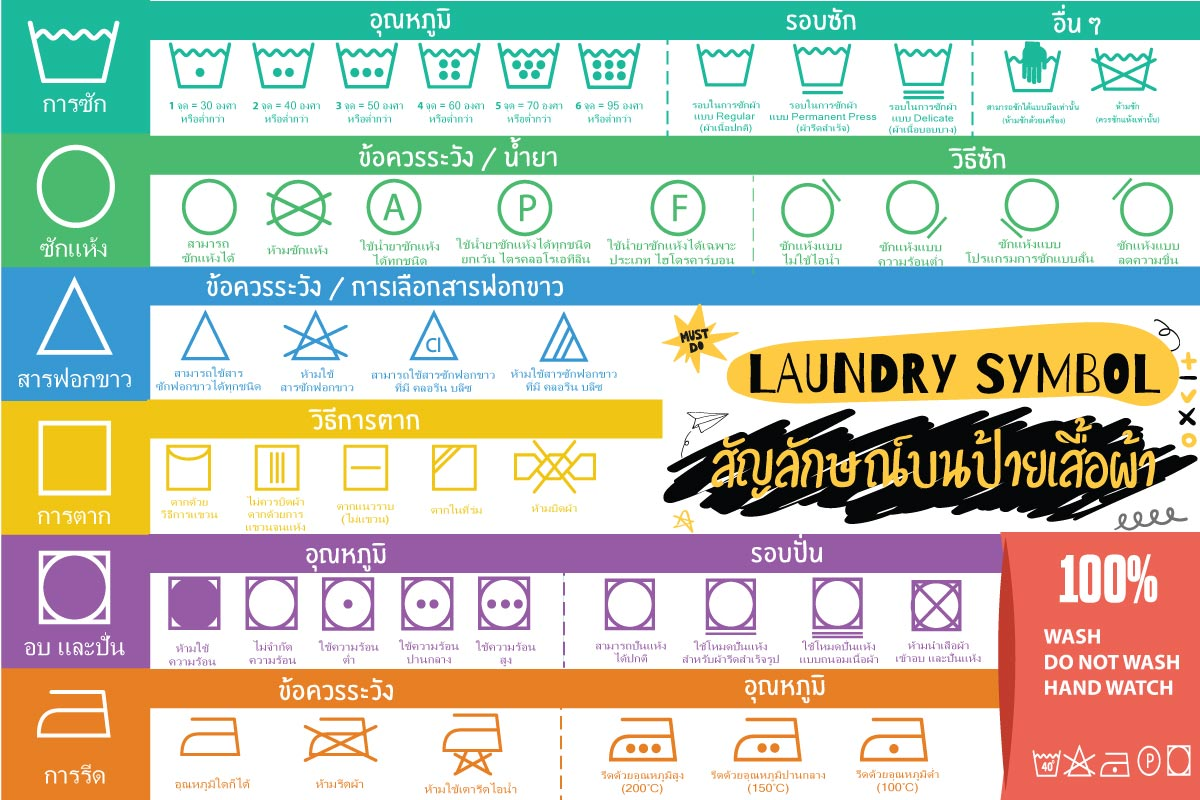 อุณหภูมิ
รอบซัก
อื่น ๆ
การซัก
1 จุด = 30 องศา
หรือต่ำกว่า
2 จุด = 40 องศา
หรือต่ำกว่า
3 จุด = 50 องศา
หรือต่ำกว่า
4 จุด = 60 องศา
หรือต่ำกว่า
5 จุด = 70 องศา
หรือต่ำกว่า
6 จุด = 95 องศา
หรือต่ำกว่า
รอบในการซักผ้า
แบบ Regular
(ผ้าเนื้อปกติ)
รอบในการซักผ้า
แบบ Permanent Press
(ผ้ารีดสำเร็จ)
รอบในการซักผ้า
แบบ Delicate
(ผ้าเนื้อบอบบาง)
สามารถซักได้แบบมือเท่านั้น
(ห้ามซักด้วยเครื่อง)
ห้ามซัก
(ควรซักแห้งเท่านั้น)
ข้อควรระวัง / น้ำยา
วิธีซัก
ซักแห้ง
สามารถ
ซักแห้งได้
ห้ามซักแห้ง
A
ใช้น้ำยาซักแห้ง
ได้ทุกชนิด
P
ใช้น้ำยาซักแห้งได้ทุกชนิด
ยกเว้น ไตรคลอโรเอทิลีน
F
ใช้น้ำยาซักแห้งได้เฉพาะ
ประเภท ไฮโดรคาร์บอน
ซักแห้งแบบ
ไม่ใช้ไอน้ำ
ซักแห้งแบบ
ความร้อนต่ำ
ซักแห้งแบบ
โปรแกรมการซักแบบสั้น
ซักแห้งแบบ
ลดความชื้น
ข้อควรระวัง / การเลือกสารฟอกขาว
สารฟอกขาว
สามารถใช้สาร
ซักฟอกขาวได้ทุกชนิด
ห้ามใช้
สารซักฟอกขาว
Cl
สามารถใช้สารซักฟอกขาว
ที่มี คลอรีน บลีช
ห้ามใช้สารซักฟอกขาว
ที่มี คลอรีน บลีช
MUST
DO
LAUNDRY SYMBOL
สัญลักษณ์บนป้ายเสื้อผ้า
วิธีการตาก
การตาก
ตากด้วย
วิธีการแขวน
ไม่ควรบิดผ้า
ตากด้วยการ
แขวนจนแห้ง
ตากแนวราบ
(ไม่แขวน)
ตากในที่ร่ม
ห้ามบิดผ้า
อุณหภูมิ
รอบปั่น
อบ และปั่น
ห้ามใช้
ความร้อน
ไม่จำกัด
ความร้อน
ใช้ความร้อน
ต่ำ
ใช้ความร้อน
ปานกลาง
ใช้ความร้อน
สูง
สามารถปั่นแห้ง
ได้ปกติ
ใช้โหมดปั่นแห้ง
สำหรับผ้ารีดสำเร็จรูป
ใช้โหมดปั่นแห้ง
แบบถนอมเนื้อผ้า
ห้ามนำเสื้อผ้า
เข้าอบ และปั่นแห้ง
100%
WASH
DO NOT WASH
HAND WATCH
40°
P
ข้อควรระวัง
อุณหภูมิ
การรีด
อุณหภูมิใดก็ได้
ห้ามรีดผ้า
ห้ามใช้เตารีดไอน้ำ
รีดด้วยอุณหภูมิสูง
(200°C)
รีดด้วยอุณหภูมิปานกลาง
(150°C)
รีดด้วยอุณหภูมิต่ำ
(100°C)